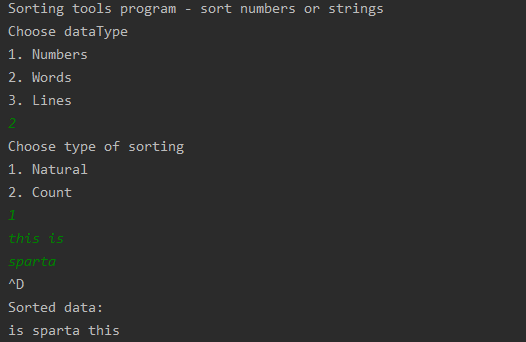 Sorting tools program - sort numbers or strings
Choose dataType
1. Numbers
2. Words
3. Lines
2
Choose type of sorting
1. Natural
2. Count
1
this is
sparta
^D
Sorted data:
is sparta this